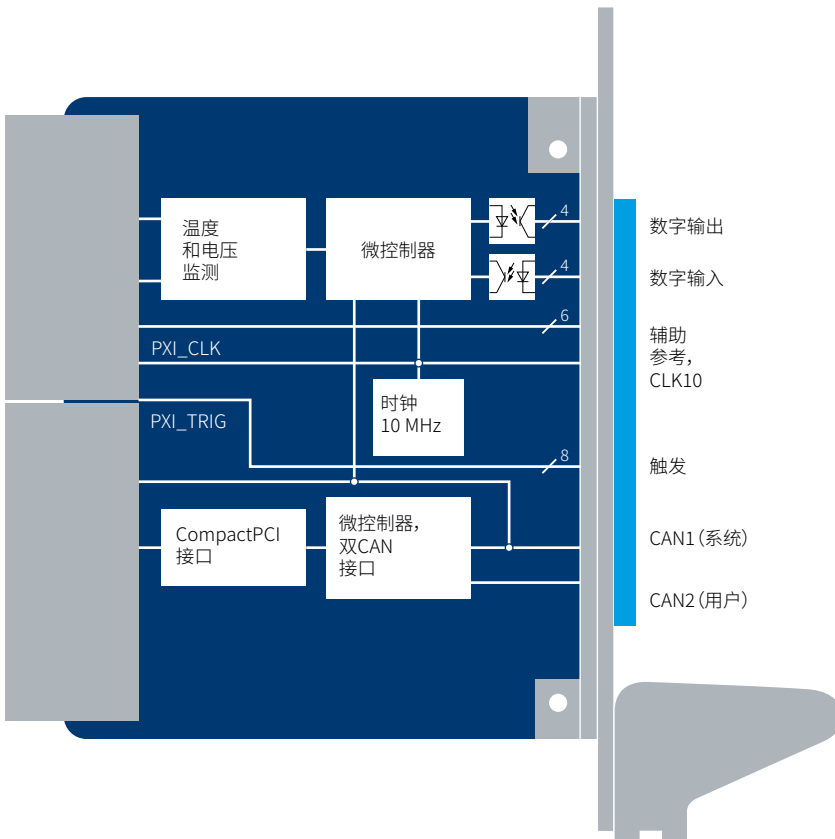 温度
和电压
监测
微控制器
4
数字输出
4
数字输入
6
辅助
参考，
CLK10
PXI_CLK
时钟
10 MHz
PXI_TRIG
8
触发
CompactPCI
接口
微控制器，
双CAN
接口
CAN1（系统）
CAN2（用户）